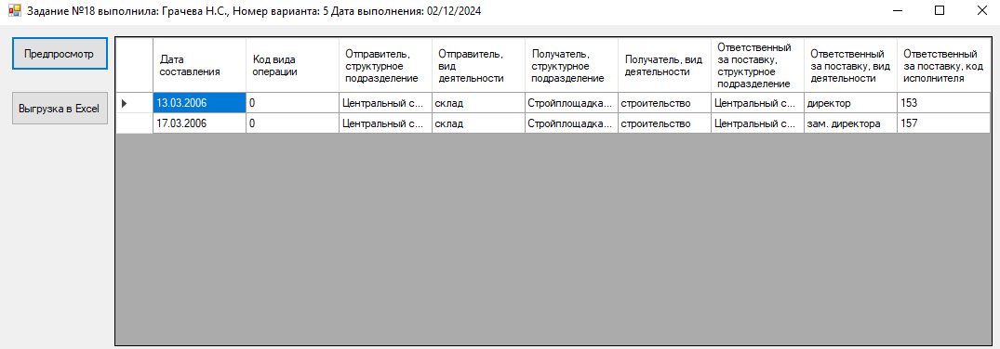 Задание №18 выполнила: Грачева Н.С., Номер варианта: 5 Дата выполнения: 02/12/2024
Предпросмотр
Выгрузка в Excel
Дата
составления
Код вида
операции
Отправитель,
структурное
подразделение
Отправитель,
вид
деятельности
Получатель,
структурное
подразделение
Получатель, вид
деятельности
Ответственный
за поставку,
структурное
подразделение
Ответственный
за поставку, вид
деятельности
Ответственный
за поставку, код
исполнителя
13.03.2006 0 Центральный с... склад Стройплощадка... строительство Центральный с... директор 153
17.03.2006 0 Центральный с... склад Стройплощадка... строительство Центральный с... зам. директора 157